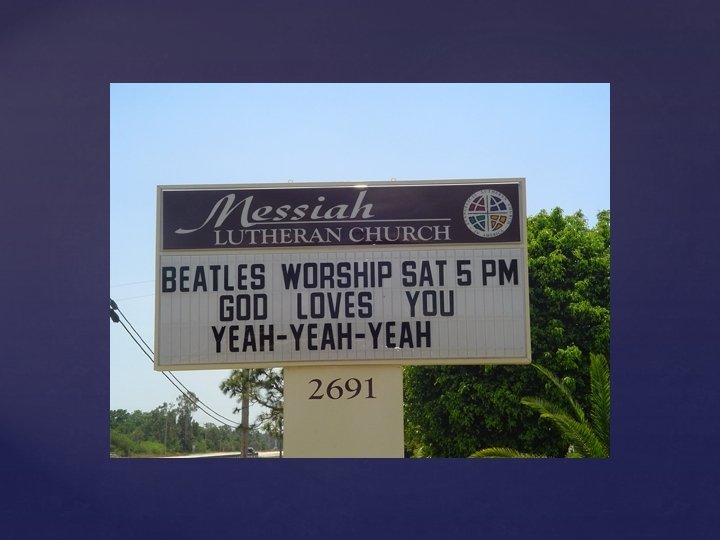 Messiah
LUTHERAN CHURCH
BEATLES WORSHIP SAT 5 PM
GOD LOVES YOU
YEAH-YEAH-YEAH
2691